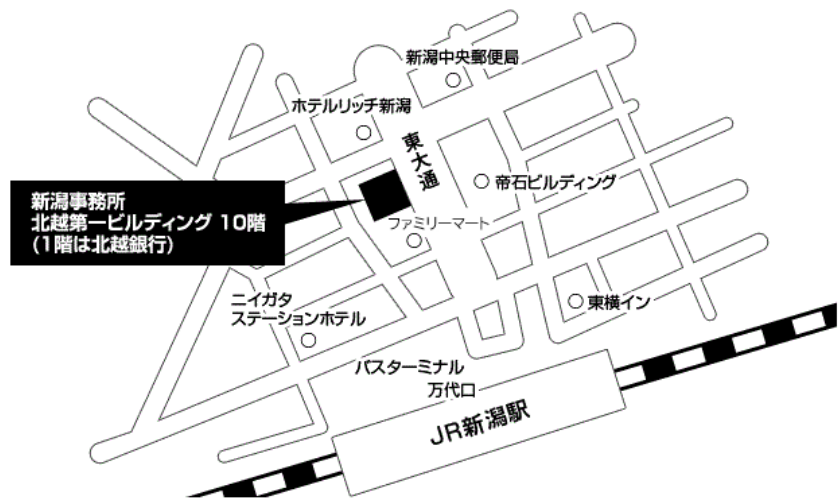 新潟中央郵便局
ホテルリッチ新潟
東大通
帝石ビルディング
新潟事務所
北越第一ビルディング 10階
(1階は北越銀行)
ファミリーマート
ニイガタ
ステーションホテル
東横イン
バスターミナル
万代口
JR新潟駅